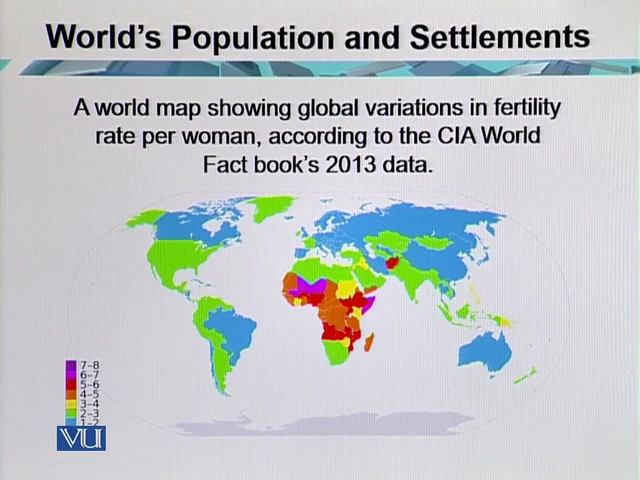 World's Population and Settlements
A world map showing global variations in fertility
rate per woman, according to the CIA World
Fact book's 2013 data.
7-8
6-7
5-6
4-5
3-4
2-3
1-2
VU